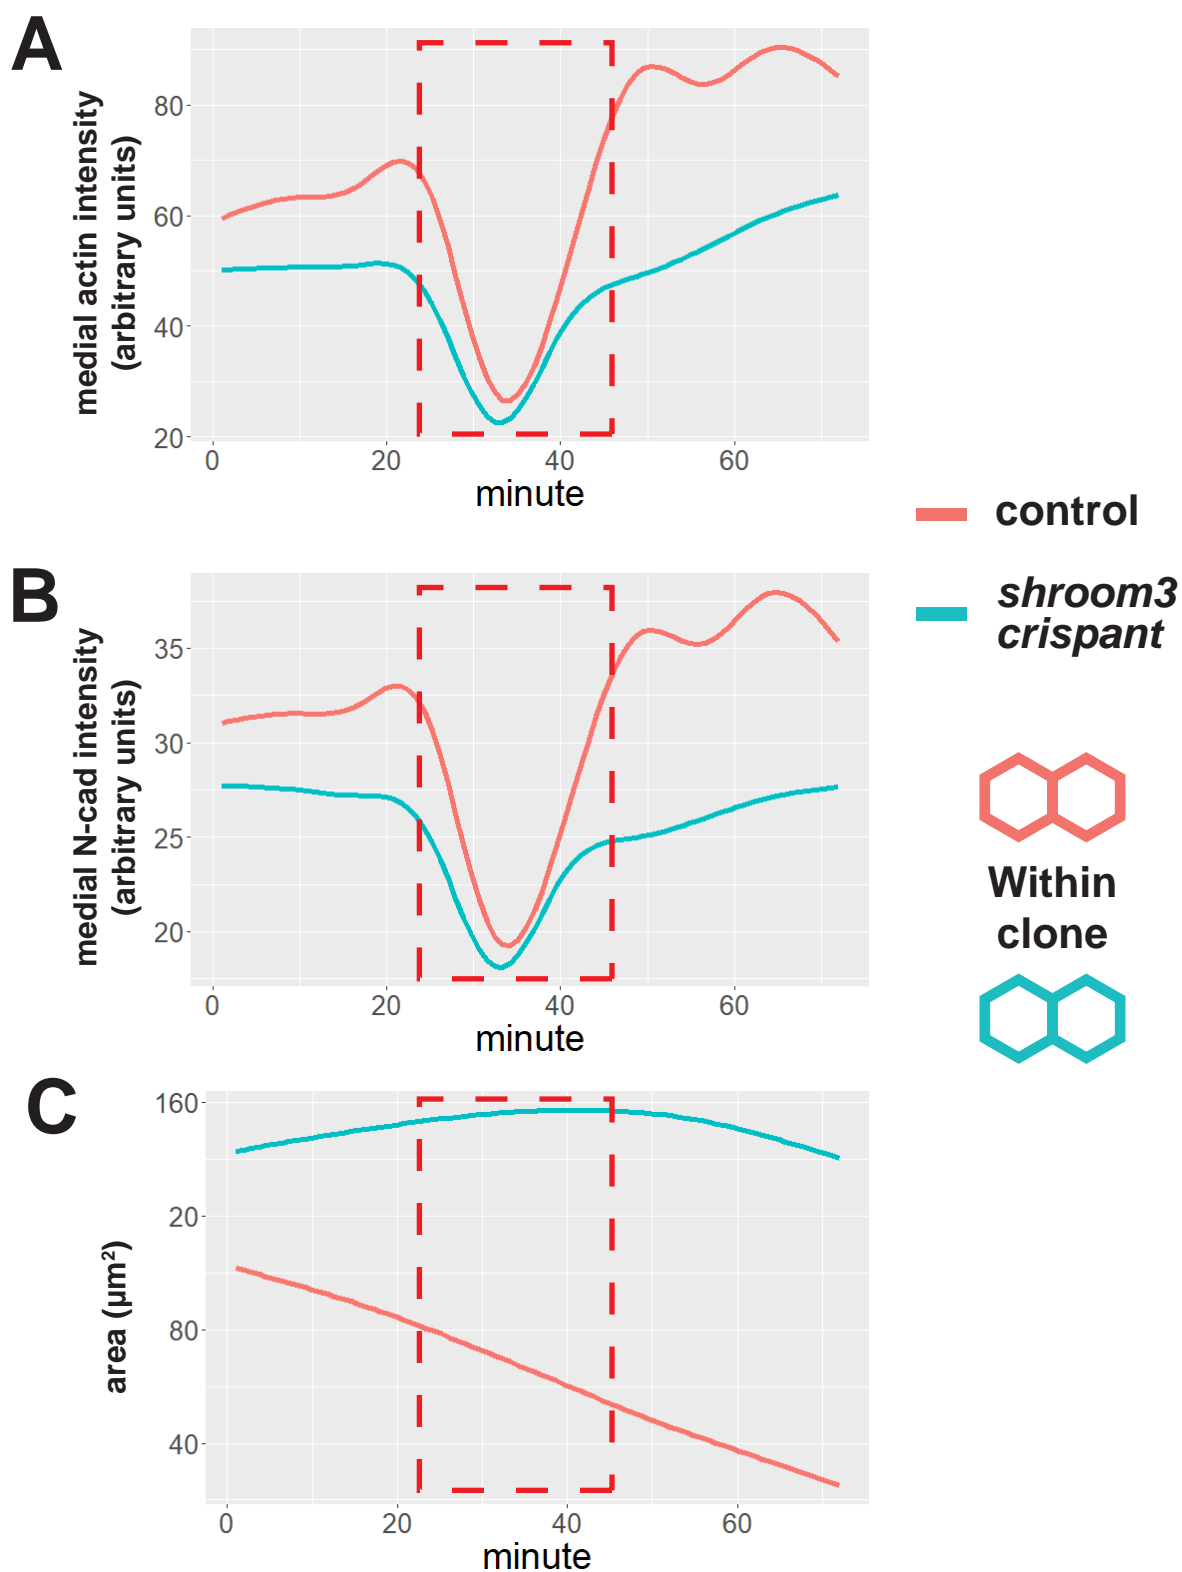 A
medial actin intensity
(arbitrary units)
80
60
40
20
0 20 40 60
minute
control
shroom3
crispant
B
medial N-cad intensity
(arbitrary units)
35
30
25
20
0 20 40 60
minute
Within
clone
C
area (µm²)
160
20
80
40
0 20 40 60
minute